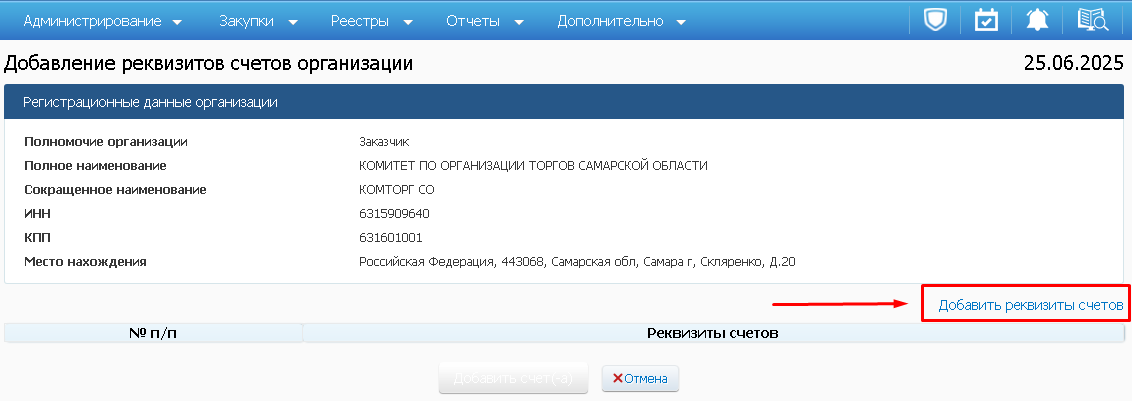 Администрирование Закупки Реестры Отчеты Дополнительно
Добавление реквизитов счетов организации 25.06.2025
Регистрационные данные организации
Полномочие организации Заказчик
Полное наименование КОМИТЕТ ПО ОРГАНИЗАЦИИ ТОРГОВ САМАРСКОЙ ОБЛАСТИ
Сокращенное наименование КОМТОРГ СО
ИНН 6315909640
КПП 631601001
Место нахождения Российская Федерация, 443068, Самарская обл, Самара г, Скляренко, Д.20
Добавить реквизиты счетов
№ п/п Реквизиты счетов
Добавить счет(-а) Отмена